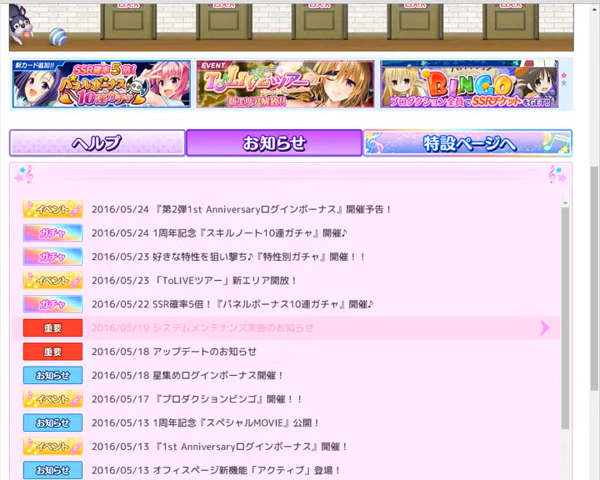 新カード追加!!
SSR確率5倍!
パネルボーナス
10連ガチャ
EVENT
ToLIVEツアー
新エリア解放!!
プロダクション
BINGO
プロダクション全員でSSRチケットをGET!!
ヘルプ
お知らせ
特設ページへ
イベント 2016/05/24 『第2弾1st Anniversaryログインボーナス』開催予告！
ガチャ 2016/05/24 1周年記念『スキルノート10連ガチャ』開催♪
ガチャ 2016/05/23 好きな特性を狙い撃ち♪『特性別ガチャ』開催！！
イベント 2016/05/23 「ToLIVEツアー」新エリア開放！
ガチャ 2016/05/22 SSR確率5倍！『パネルボーナス10連ガチャ』開催♪
重要 2016/05/19 システムメンテナンス実施のお知らせ
重要 2016/05/18 アップデートのお知らせ
お知らせ 2016/05/18 星集めログインボーナス開催！
イベント 2016/05/17 『プロダクションビンゴ』開催！！
お知らせ 2016/05/13 1周年記念『スペシャルMOVIE』公開！
イベント 2016/05/13 『1st Anniversaryログインボーナス』開催！
お知らせ 2016/05/13 オフィスページ新機能「アクティブ」登場！